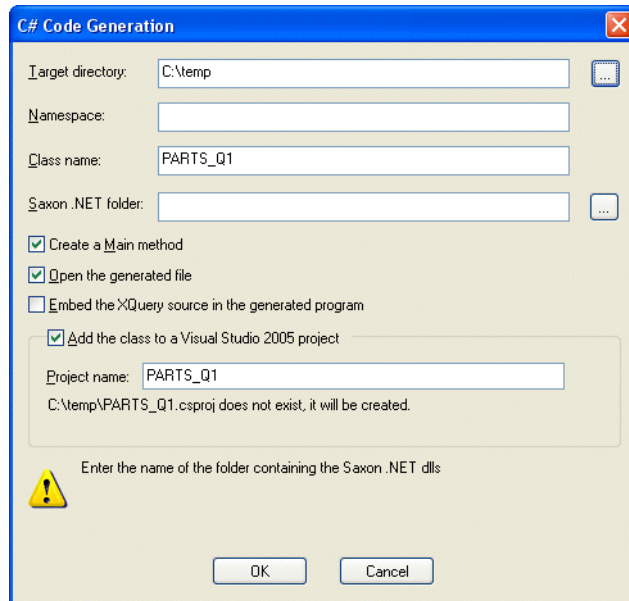 C# Code Generation
Target directory: C:\temp ...
Namespace:
Class name: PARTS_Q1
Saxon .NET folder: ...
Create a Main method
Open the generated file
Embed the XQuery source in the generated program
Add the class to a Visual Studio 2005 project
Project name: PARTS_Q1
C:\temp\PARTS_Q1.csproj does not exist, it will be created.
Enter the name of the folder containing the Saxon .NET dlls
OK Cancel